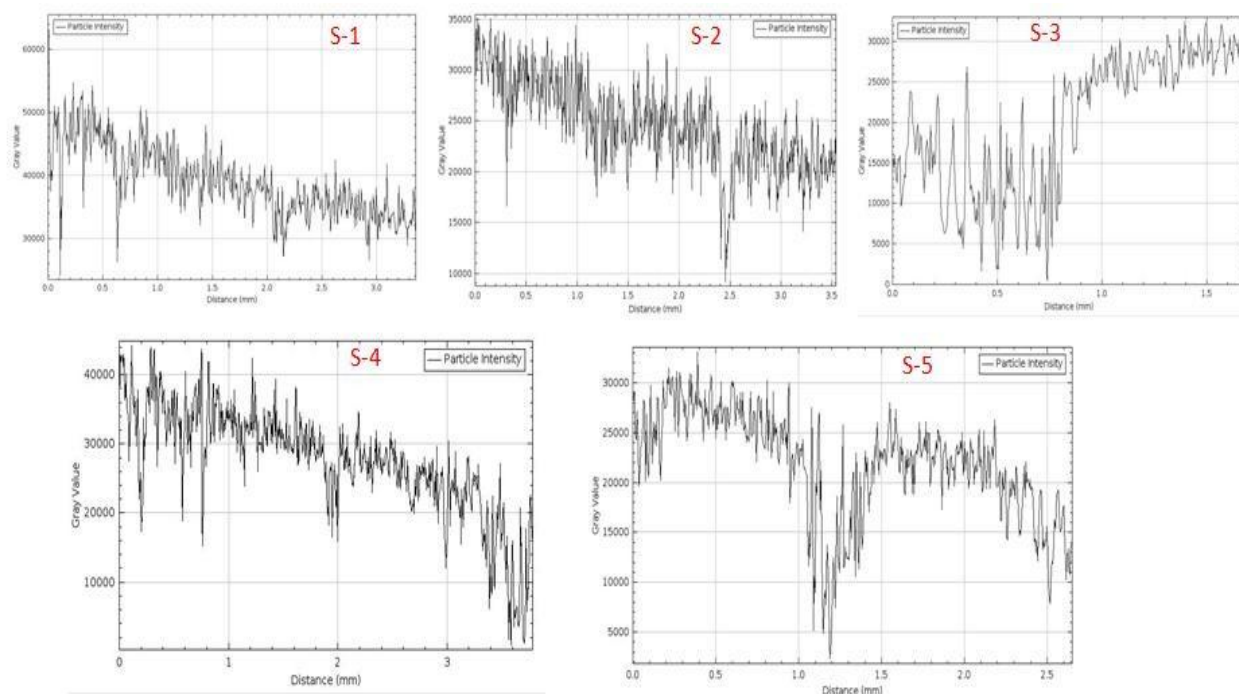 S-1
Particle Intensity
Gray Value
60000
50000
40000
30000
0.0 0.5 1.0 1.5 2.0 2.5 3.0
Distance (mm)
S-2
Particle Intensity
Gray Value
35000
30000
25000
20000
15000
10000
0.0 0.5 1.0 1.5 2.0 2.5 3.0 3.5
Distance (mm)
S-3
Particle Intensity
Gray Value
30000
25000
20000
15000
10000
5000
0
0.0 0.5 1.0 1.5
Distance (mm)
S-4
Particle Intensity
Gray Value
40000
30000
20000
10000
0 1 2 3
Distance (mm)
S-5
Particle Intensity
Gray Value
30000
25000
20000
15000
10000
5000
0.0 0.5 1.0 1.5 2.0 2.5
Distance (mm)